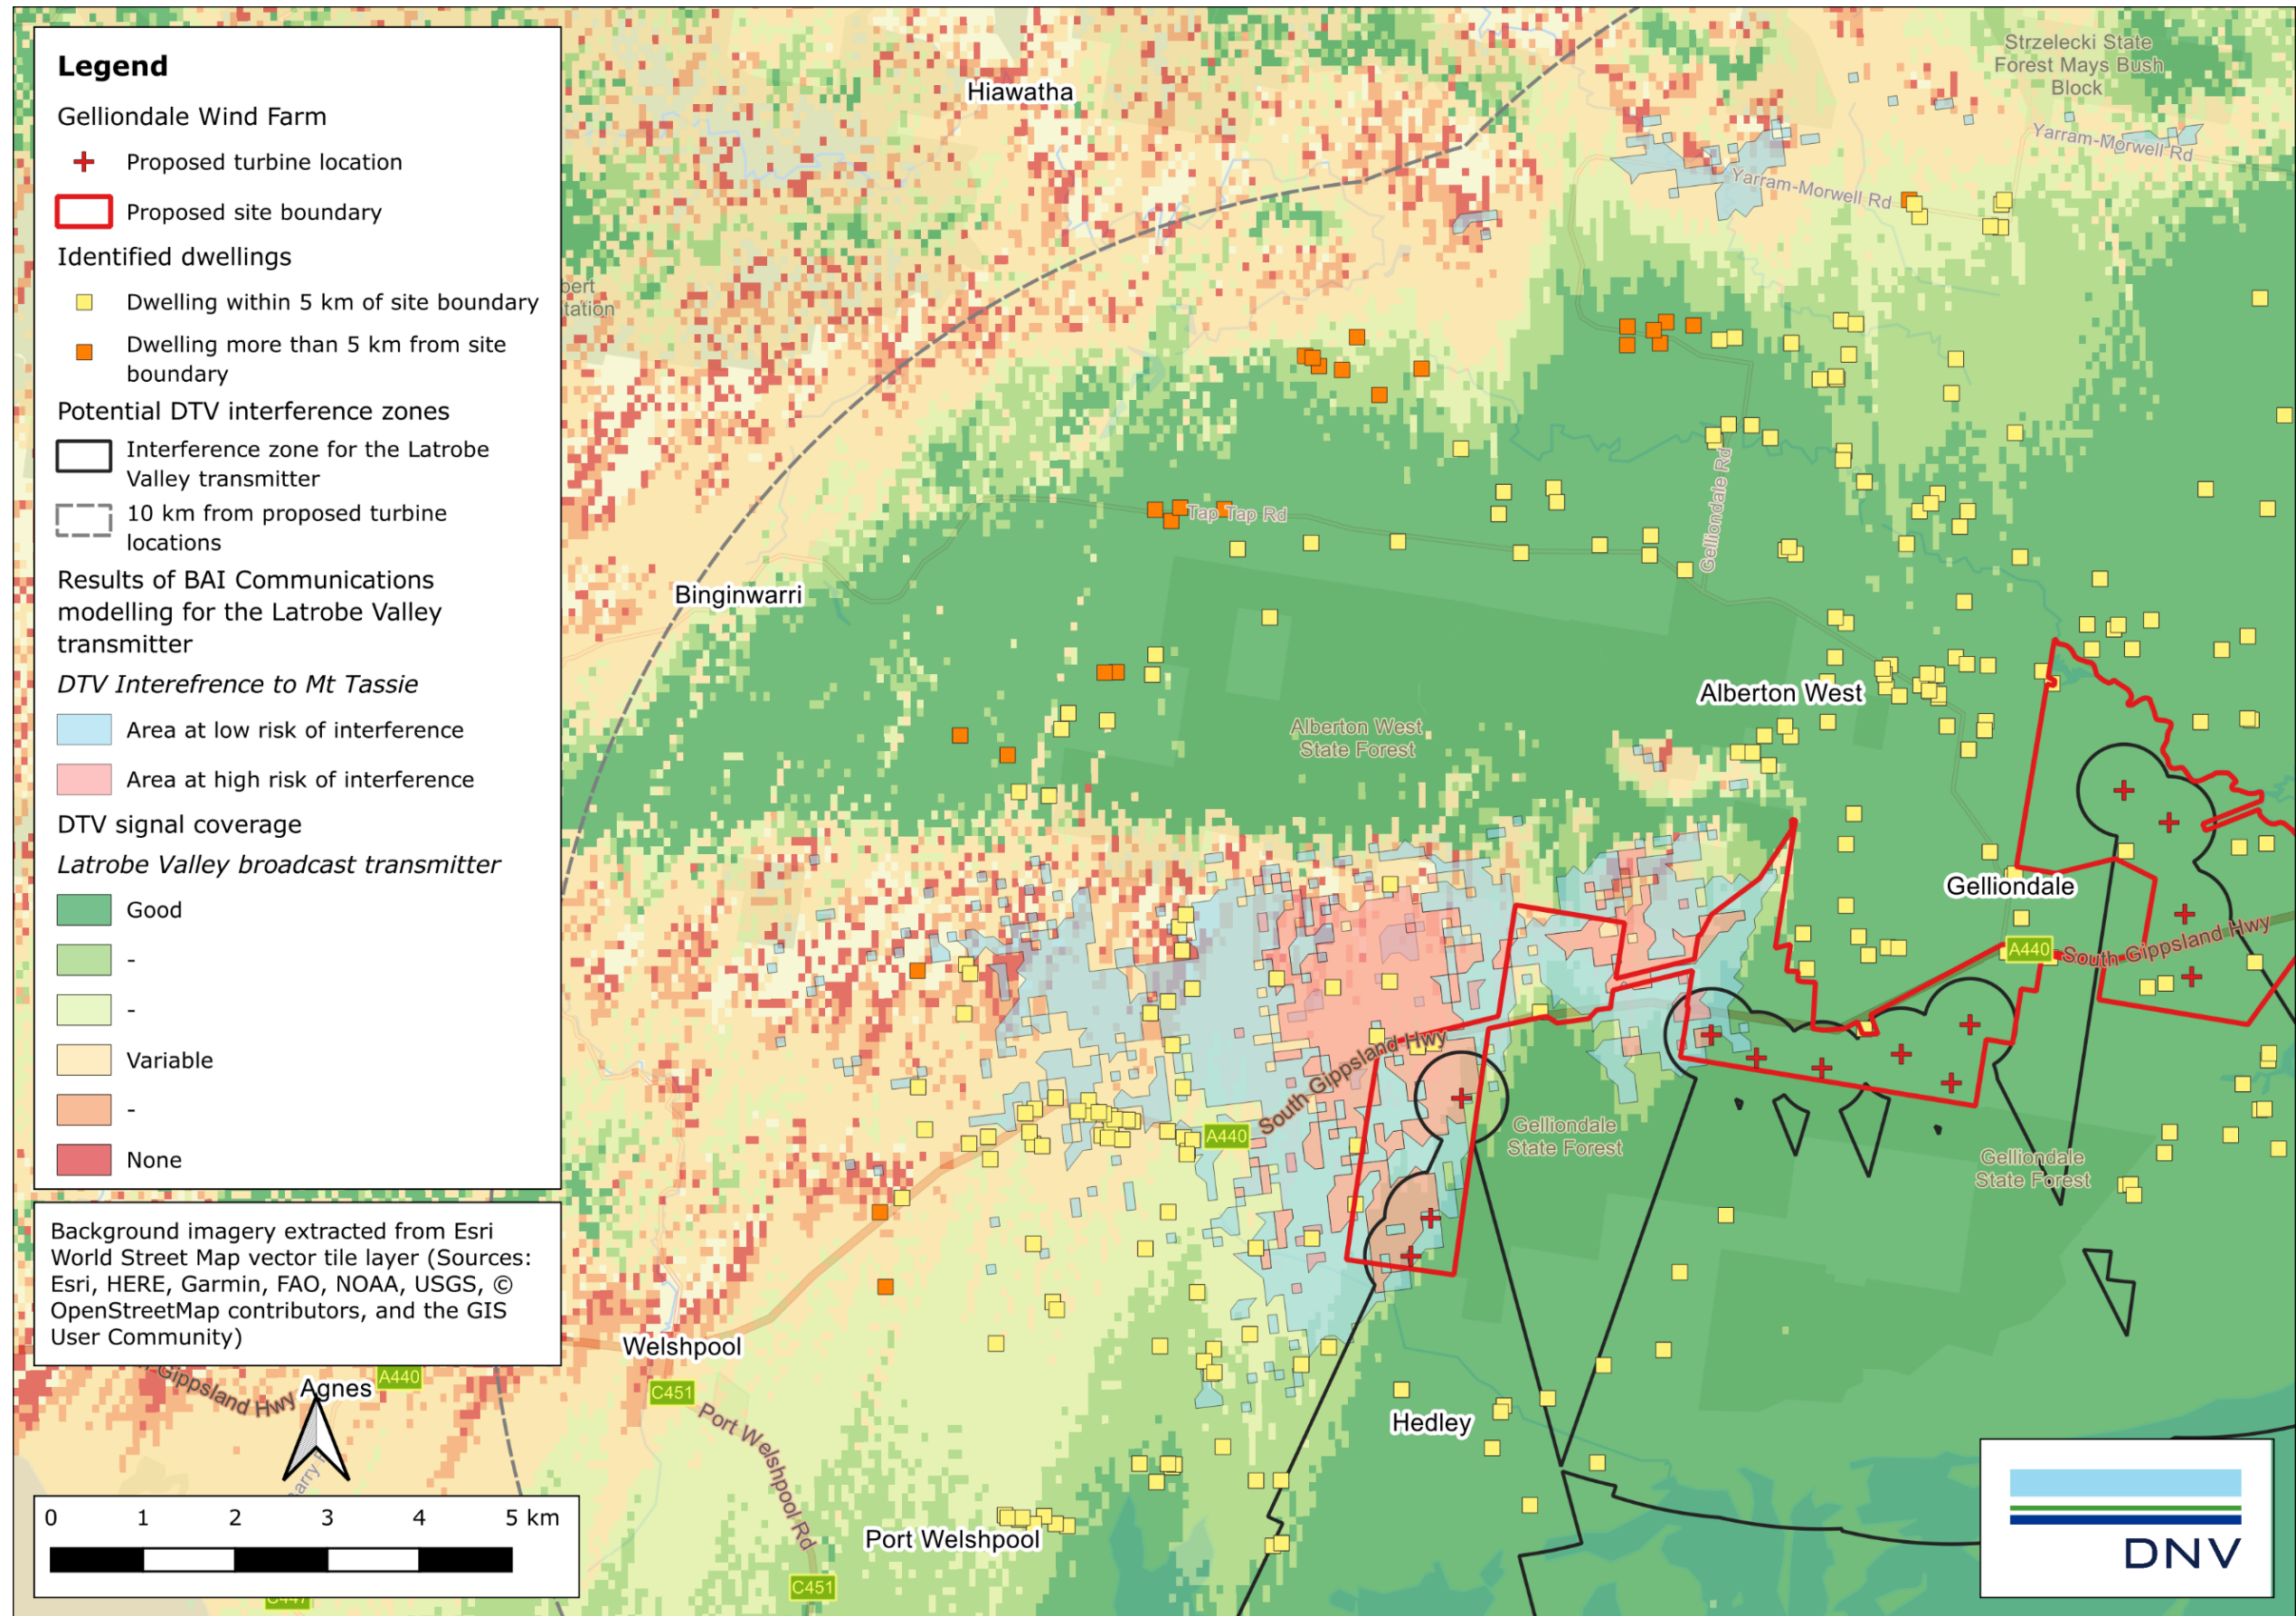 Legend
Gelliondale Wind Farm
Proposed turbine location
Proposed site boundary
Identified dwellings
Dwelling within 5 km of site boundary
Dwelling more than 5 km from site
boundary
Potential DTV interference zones
Interference zone for the Latrobe
Valley transmitter
10 km from proposed turbine
locations
Results of BAI Communications
modelling for the Latrobe Valley
transmitter
DTV Interefrence to Mt Tassie
Area at low risk of interference
Area at high risk of interference
DTV signal coverage
Latrobe Valley broadcast transmitter
Good
-
-
Variable
-
None
Background imagery extracted from Esri
World Street Map vector tile layer (Sources:
Esri, HERE, Garmin, FAO, NOAA, USGS, ©
OpenStreetMap contributors, and the GIS
User Community)
Hiawatha
Strzelecki State
Forest Mays Bush
Block
Yarram-Morwell Rd
Yarram-Morwell Rd
Tap Tap Rd
Gelliondale Rd
Binginwarri
Alberton West
Alberton West
State Forest
Gelliondale
A440
South Gippsland Hwy
South Gippsland Hwy
A440
Gelliondale
State Forest
Gelliondale
State Forest
Welshpool
C451
Port Welshpool Rd
A440
Gippsland Hwy
Agnes
Hedley
Port Welshpool
C451
C447
0 1 2 3 4 5 km
DNV